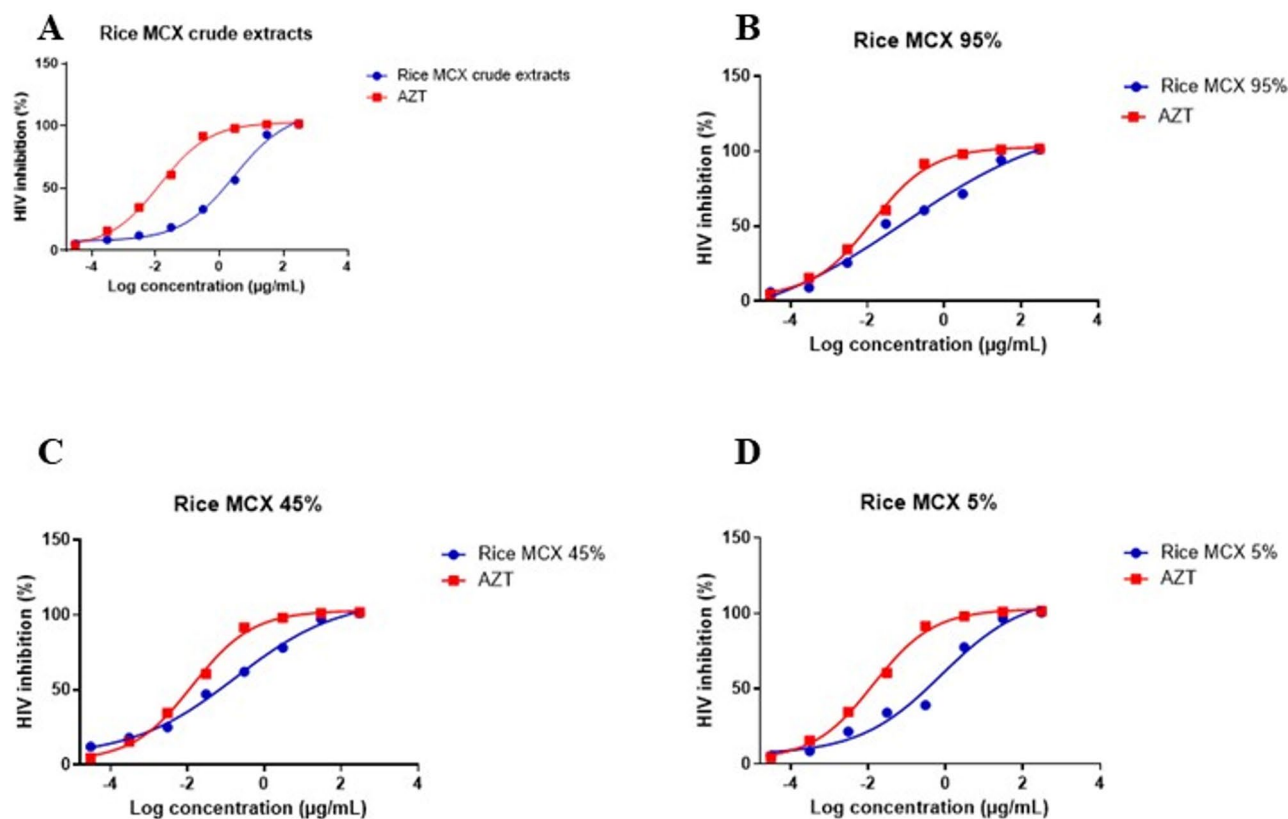 A
Rice MCX crude extracts
HIV inhibition (%)
150
100
50
0
-4
-2
0
2
4
Log concentration (µg/mL)
Rice MCX crude extracts
AZT
B
Rice MCX 95%
HIV inhibition (%)
150
100
50
0
-4
-2
0
2
4
Log concentration (µg/mL)
Rice MCX 95%
AZT
C
Rice MCX 45%
HIV inhibition (%)
150
100
50
0
-4
-2
0
2
4
Log concentration (µg/mL)
Rice MCX 45%
AZT
D
Rice MCX 5%
HIV inhibition (%)
150
100
50
0
-4
-2
0
2
4
Log concentration (µg/mL)
Rice MCX 5%
AZT